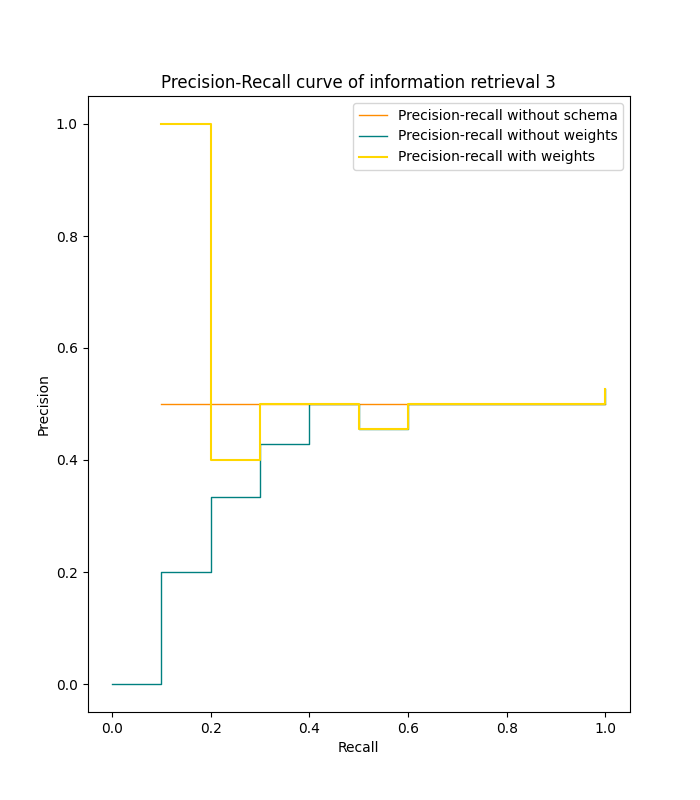 Precision-Recall curve of information retrieval 3
Precision-recall without schema
Precision-recall without weights
Precision-recall with weights
1.0
0.8
0.6
0.4
0.2
0.0
Precision
0.0 0.2 0.4 0.6 0.8 1.0
Recall